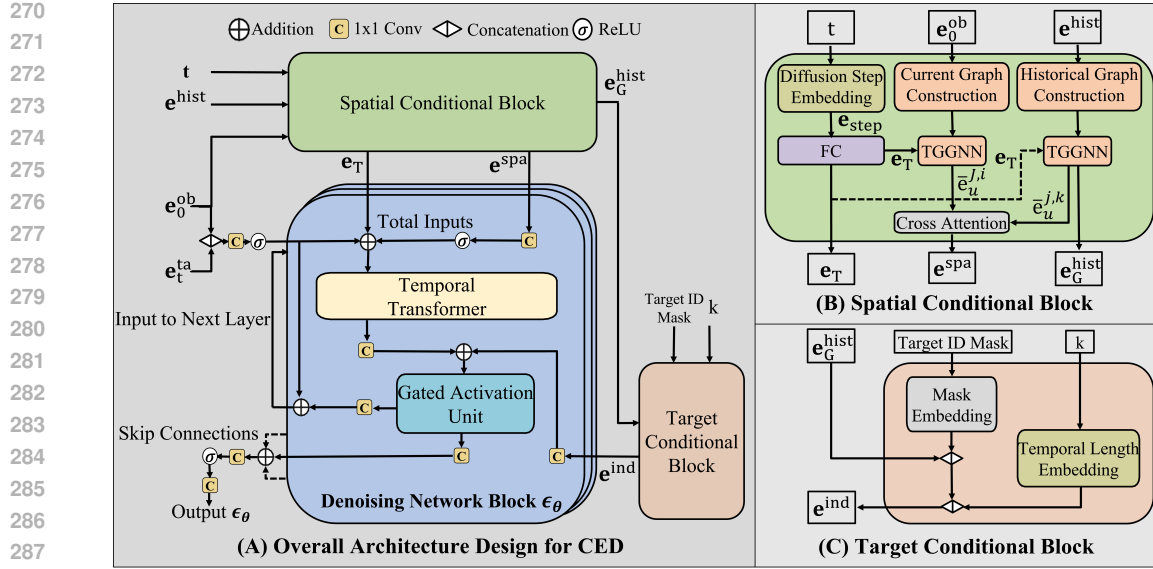 270
271
272
273
274
275
276
277
278
279
280
281
282
283
284
285
286
287
Addition
C 1x1 Conv
Concatenation
σ ReLU
t
e^hist
Spatial Conditional Block
e_G^hist
e_T
e^spa
e_0^ob
e_t^ta
C
σ
Total Inputs
σ
C
Temporal
Transformer
Input to Next Layer
C
Gated Activation
Unit
C
C
C
Skip Connections
σ
C
C
Output ϵ_θ
Denoising Network Block ϵ_θ
e^ind
Target ID
Mask
k
Target
Conditional
Block
(A) Overall Architecture Design for CED
t
e_0^ob
e^hist
Diffusion Step
Embedding
Current Graph
Construction
Historical Graph
Construction
e_step
FC
e_T
TGGNN
e_T
TGGNN
ē_u^{j,i}
ē_u^{j,k}
Cross Attention
e_T
e^spa
e_G^hist
(B) Spatial Conditional Block
e_G^hist
Target ID Mask
k
Mask
Embedding
Temporal Length
Embedding
e^ind
(C) Target Conditional Block